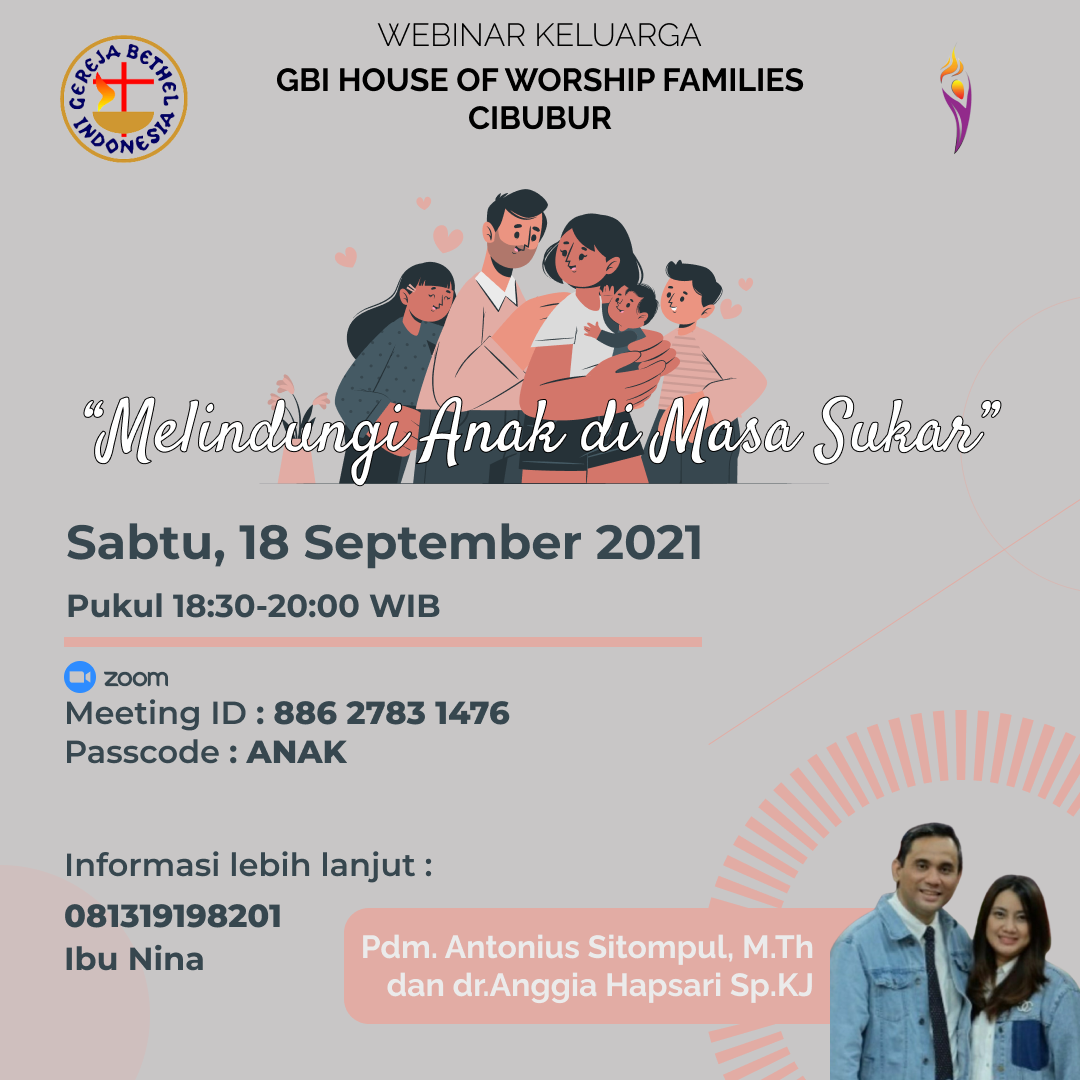 WEBINAR KELUARGA
GBI HOUSE OF WORSHIP FAMILIES
CIBUBUR
GEREJA BETHEL
INDONESIA
“Melindungi Anak di Masa Sukar”
Sabtu, 18 September 2021
Pukul 18:30-20:00 WIB
zoom
Meeting ID : 886 2783 1476
Passcode : ANAK
Informasi lebih lanjut :
081319198201
Ibu Nina
Pdm. Antonius Sitompul, M.Th
dan dr.Anggia Hapsari Sp.KJ